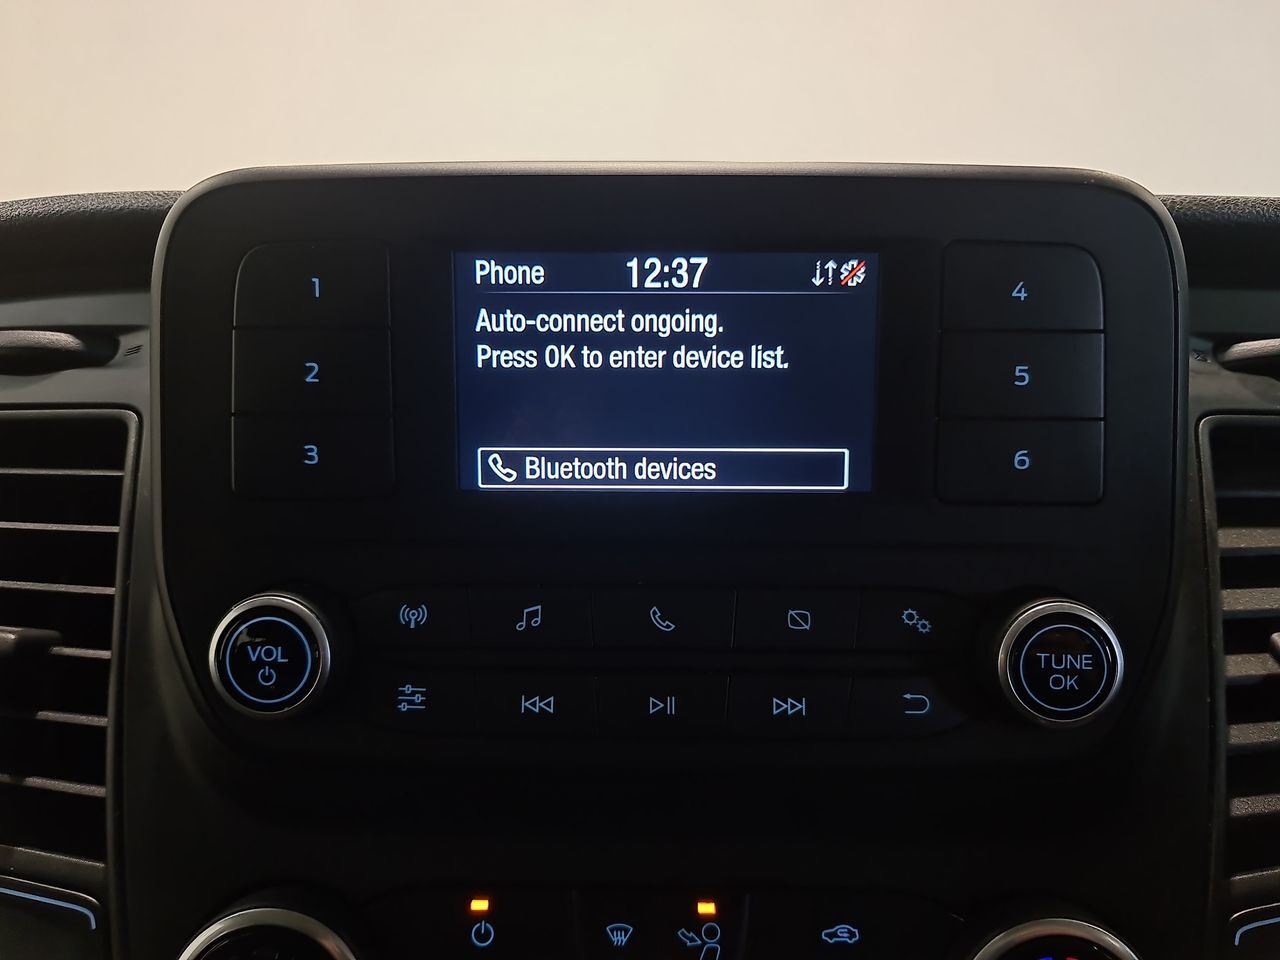 Phone 12:37
Auto-connect ongoing.
Press OK to enter device list.
Bluetooth devices
1
2
3
4
5
6
VOL
TUNE
OK